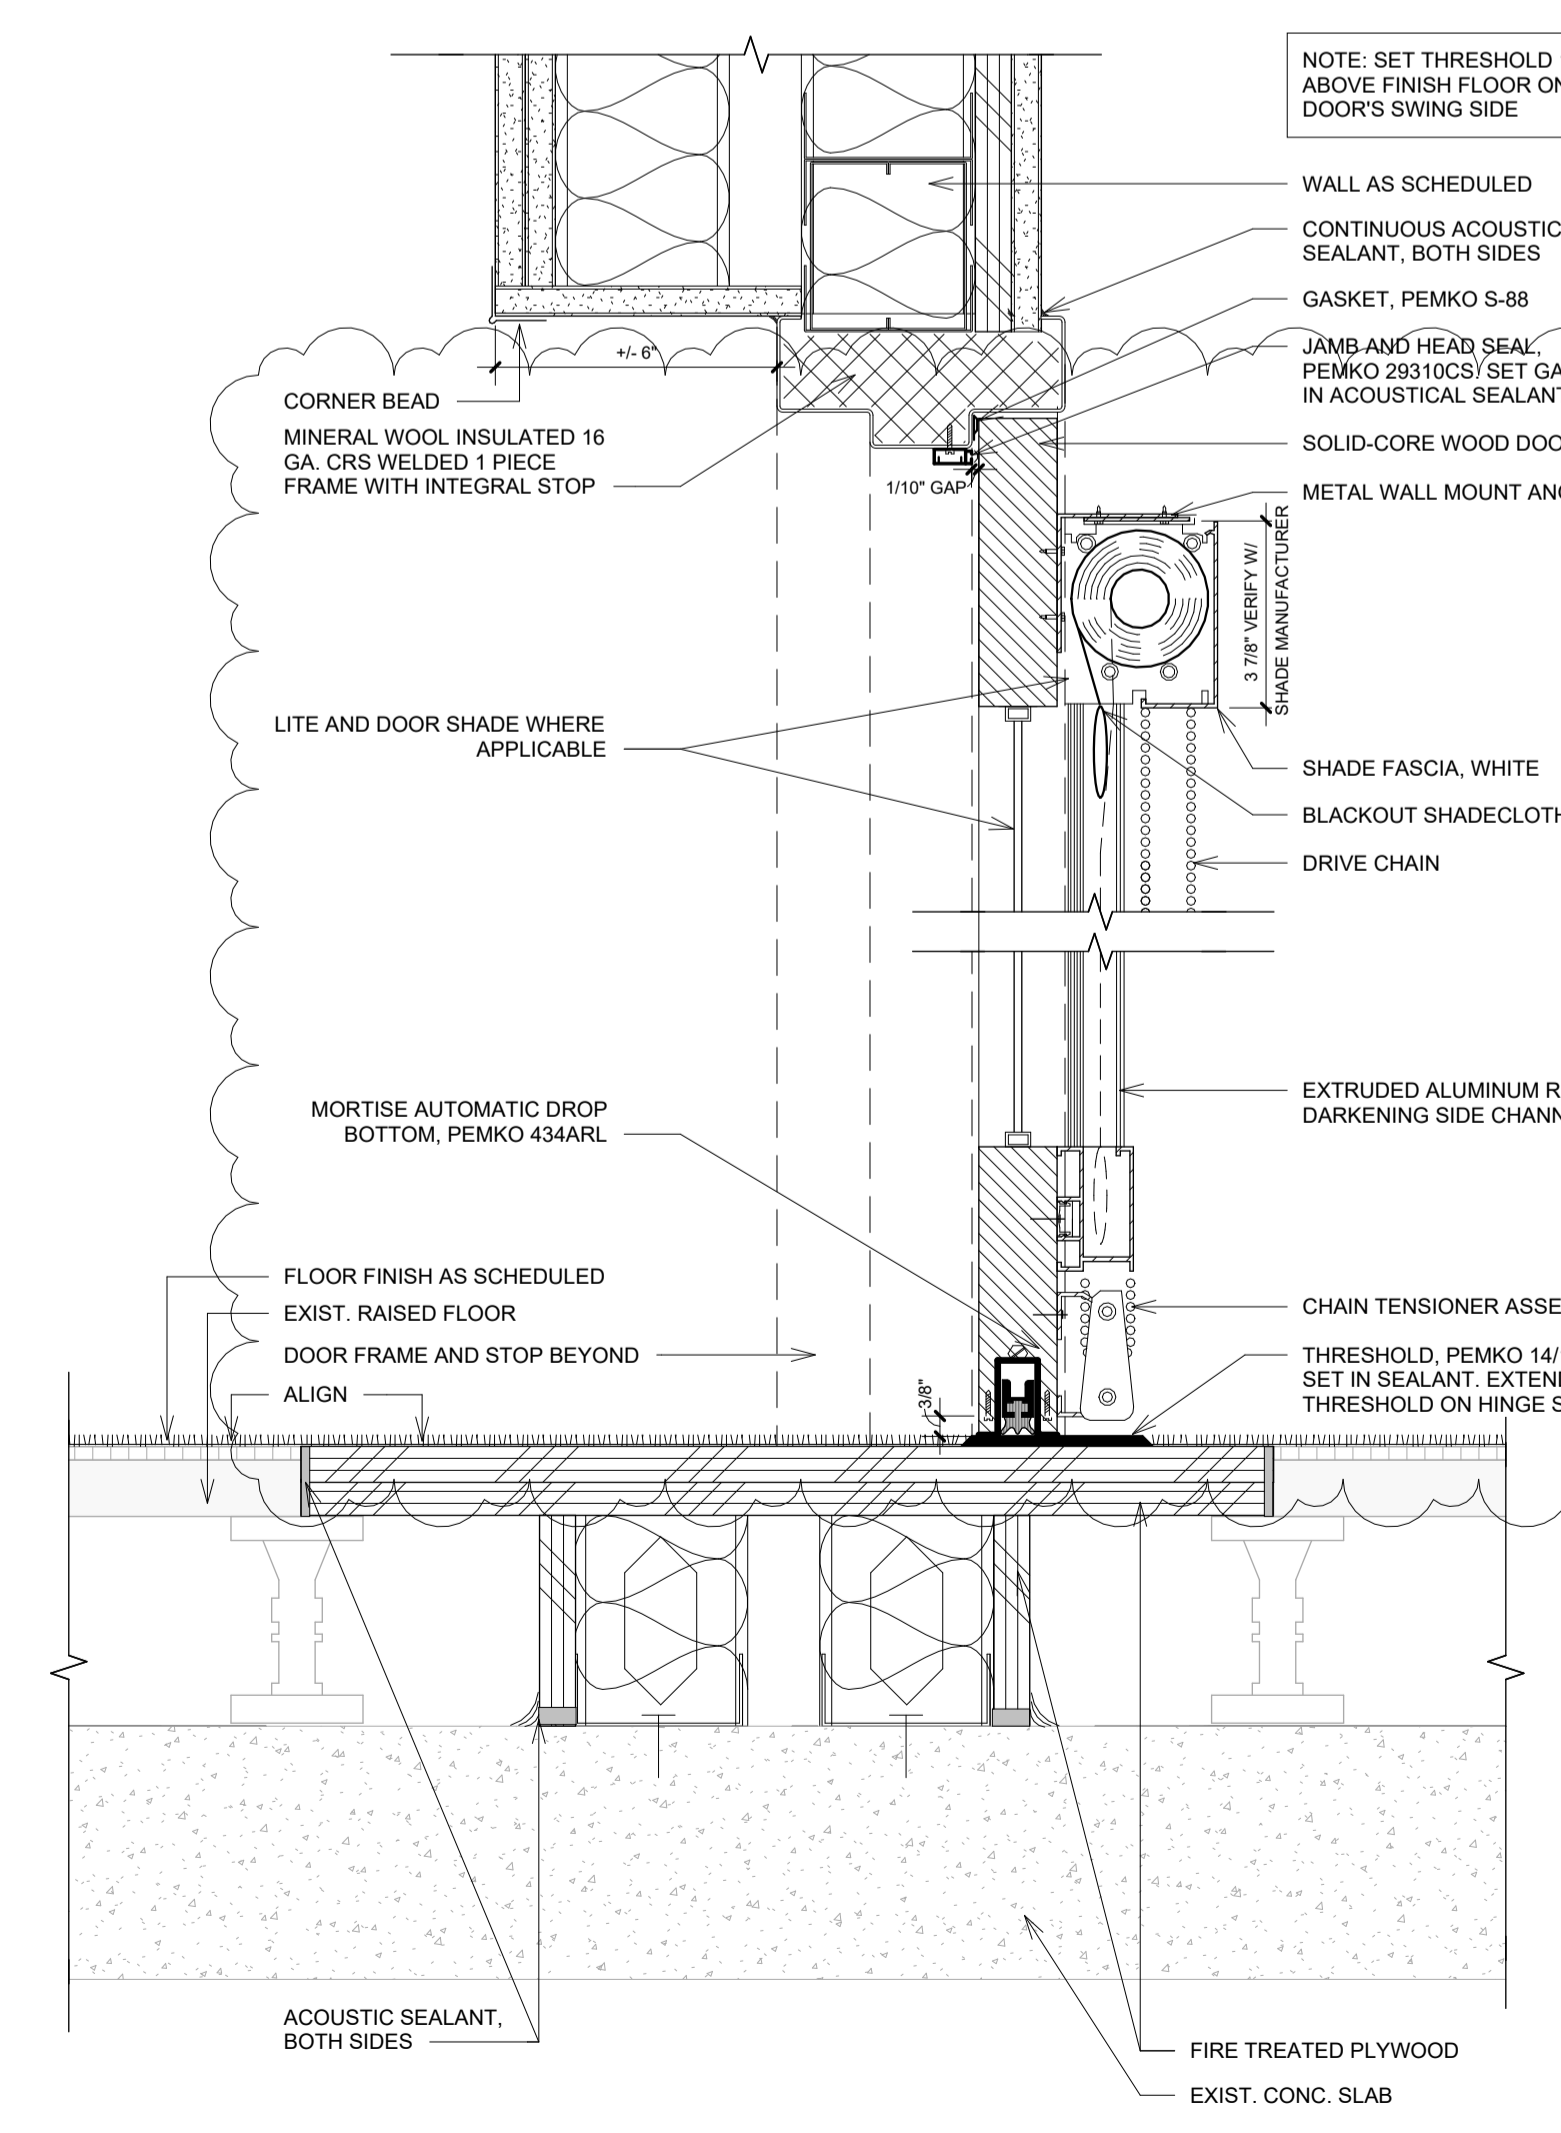 NOTE: SET THRESHOLD
ABOVE FINISH FLOOR ON
DOOR'S SWING SIDE
WALL AS SCHEDULED
CONTINUOUS ACOUSTIC
SEALANT, BOTH SIDES
GASKET, PEMKO S-88
JAMB AND HEAD SEAL,
PEMKO 29310CS. SET GA
IN ACOUSTICAL SEALANT
SOLID-CORE WOOD DOO
METAL WALL MOUNT ANG
+/- 6"
CORNER BEAD
MINERAL WOOL INSULATED 16
GA. CRS WELDED 1 PIECE
FRAME WITH INTEGRAL STOP
1/10" GAP
3 7/8" VERIFY W/
SHADE MANUFACTURER
LITE AND DOOR SHADE WHERE
APPLICABLE
SHADE FASCIA, WHITE
BLACKOUT SHADECLOTH
DRIVE CHAIN
EXTRUDED ALUMINUM R
DARKENING SIDE CHANN
MORTISE AUTOMATIC DROP
BOTTOM, PEMKO 434ARL
FLOOR FINISH AS SCHEDULED
EXIST. RAISED FLOOR
DOOR FRAME AND STOP BEYOND
ALIGN
3/8"
CHAIN TENSIONER ASSE
THRESHOLD, PEMKO 14/
SET IN SEALANT. EXTEND
THRESHOLD ON HINGE S
ACOUSTIC SEALANT,
BOTH SIDES
FIRE TREATED PLYWOOD
EXIST. CONC. SLAB